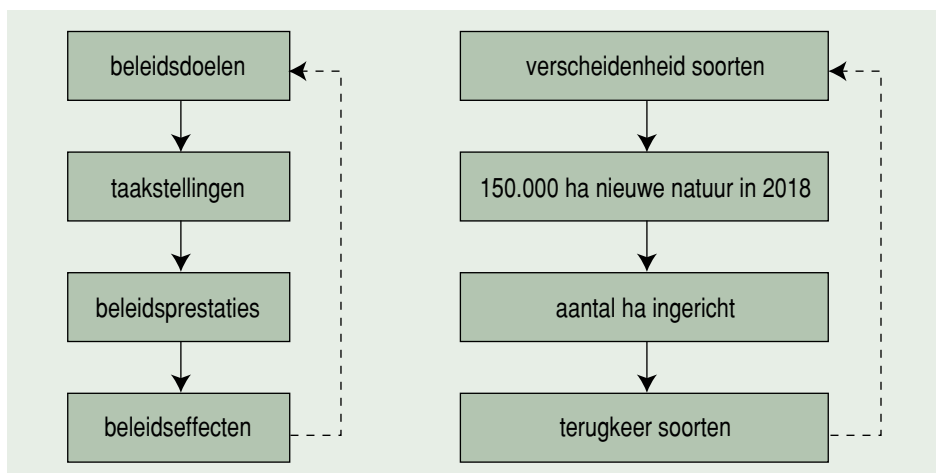 beleidsdoelen
taakstellingen
beleidsprestaties
beleidseffecten
verscheidenheid soorten
150.000 ha nieuwe natuur in 2018
aantal ha ingericht
terugkeer soorten